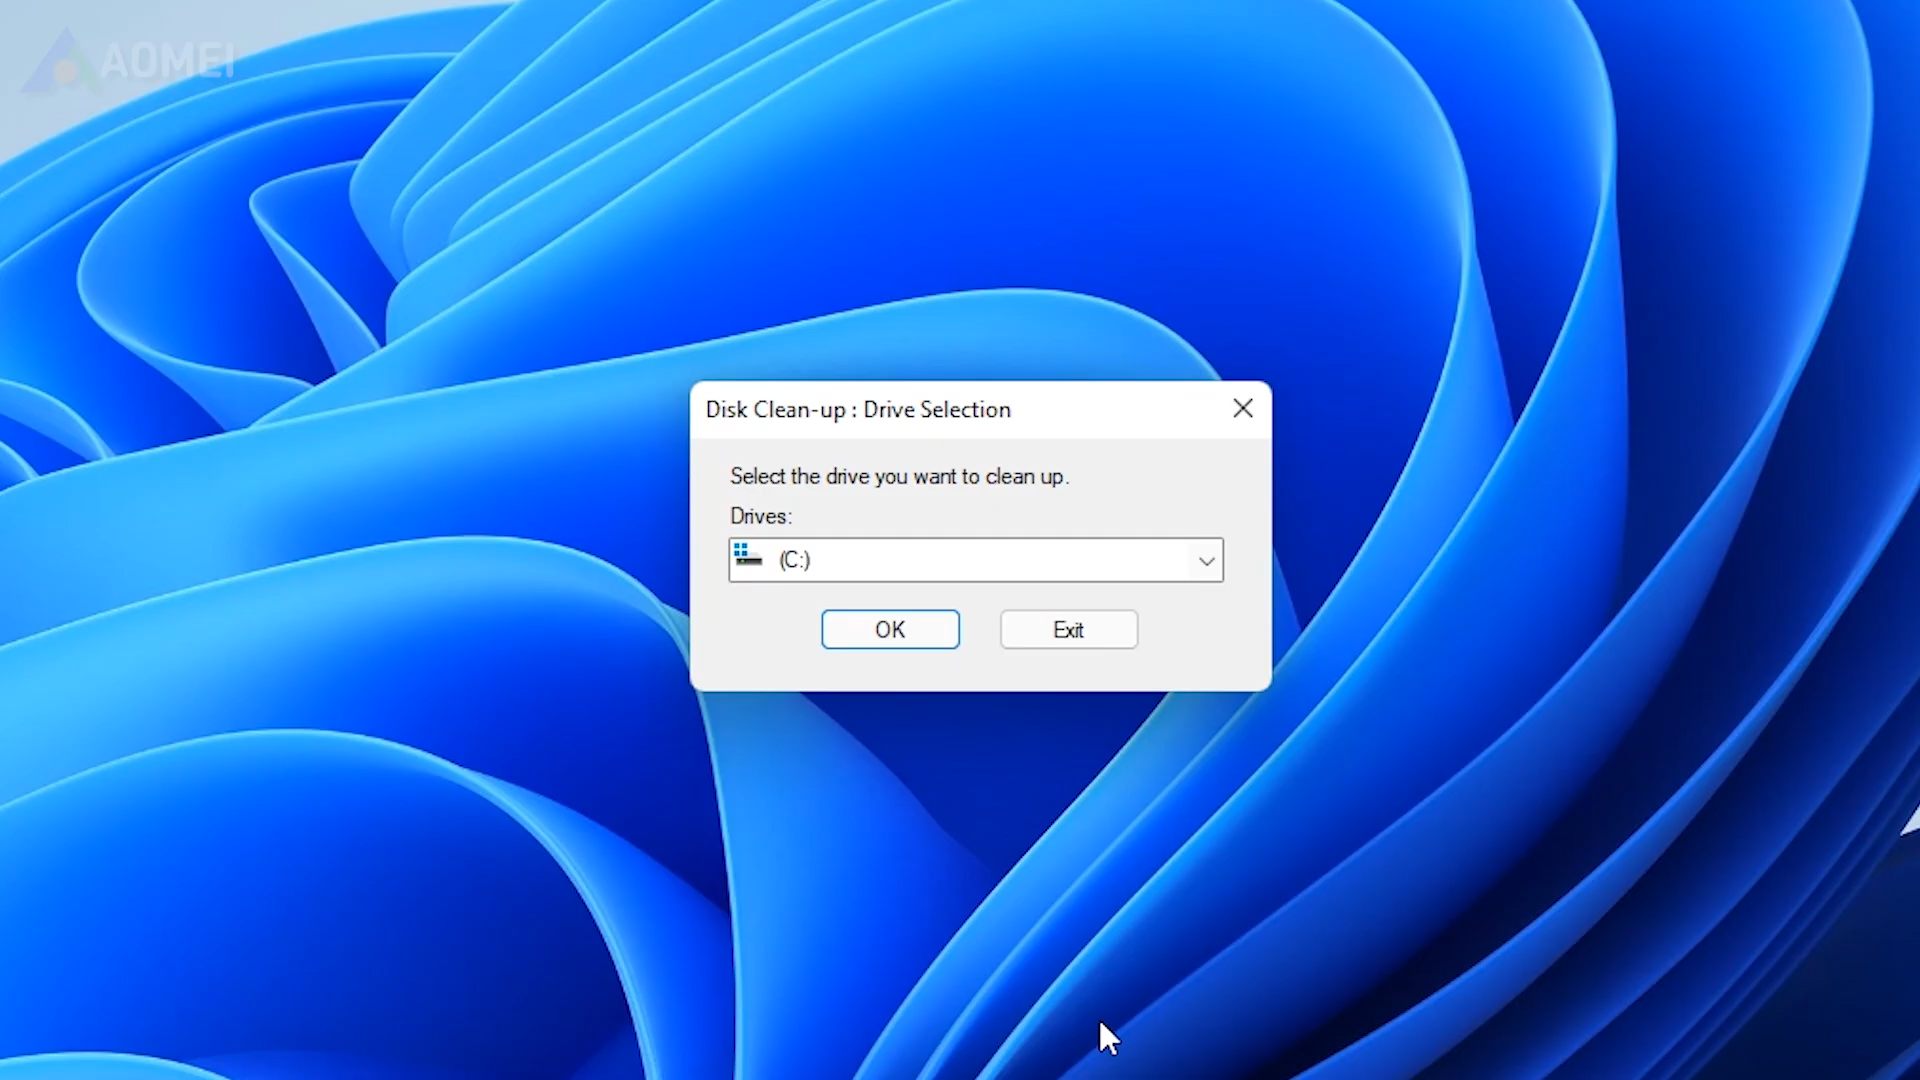 AOMEI
Disk Clean-up : Drive Selection
Select the drive you want to clean up.
Drives:
(C:)
OK Exit